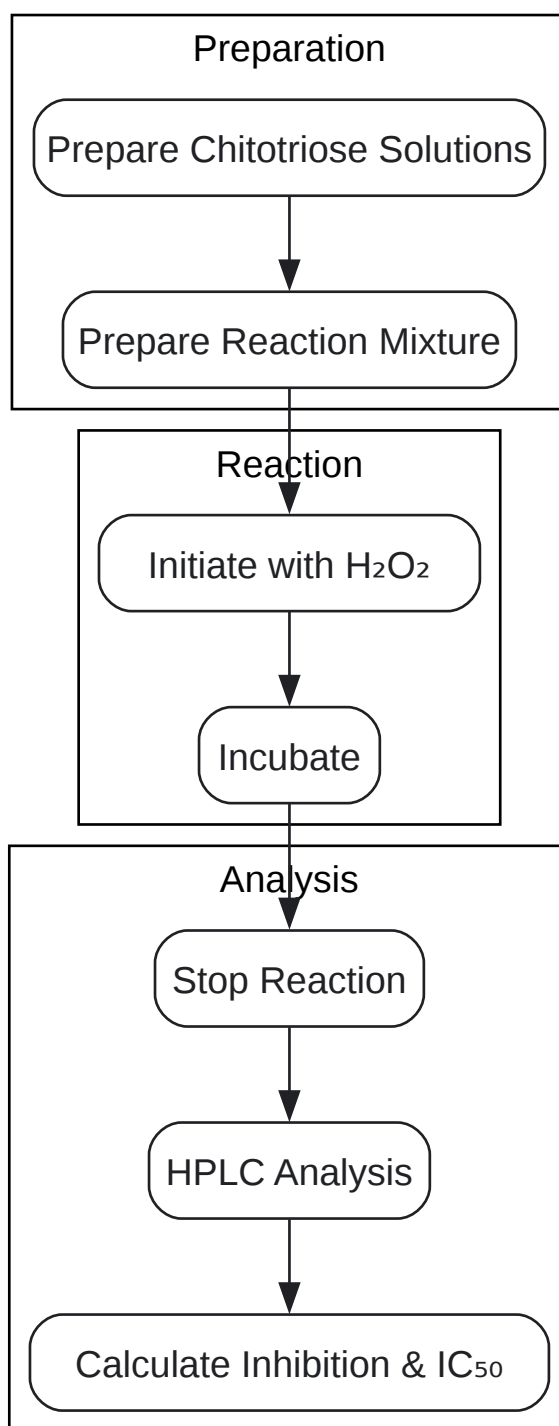 Preparation
Prepare Chitotriose Solutions
Prepare Reaction Mixture
Reaction
Initiate with H₂O₂
Incubate
Analysis
Stop Reaction
HPLC Analysis
Calculate Inhibition & IC₅₀